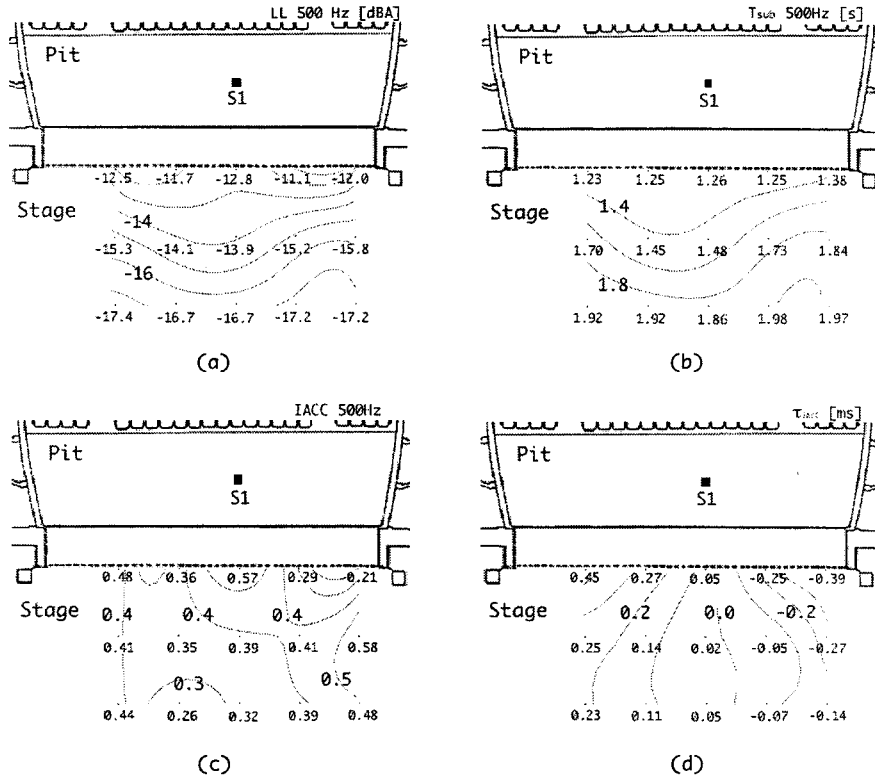 LL 500 Hz [dBA]
Pit
S1
-12.5 -11.7 -12.8 -11.1 -12.0
Stage
-14
-15.3 -14.1 -13.9 -15.2 -15.8
-16
-17.4 -16.7 -16.7 -17.2 -17.2
(a)
Tsub 500Hz [s]
Pit
S1
1.23 1.25 1.26 1.25 1.38
Stage
1.4
1.70 1.45 1.48 1.73 1.84
1.8
1.92 1.92 1.86 1.98 1.97
(b)
IACC 500Hz
Pit
S1
0.48 0.36 0.57 0.29 0.21
Stage
0.4 0.4 0.4
0.41 0.35 0.39 0.41 0.58
0.3 0.5
0.44 0.26 0.32 0.39 0.48
(c)
[ms]
Pit
S1
0.45 0.27 0.05 -0.25 -0.39
Stage
0.2 0.0 -0.2
0.25 0.14 0.02 -0.05 -0.27
0.23 0.11 0.05 -0.07 -0.14
(d)